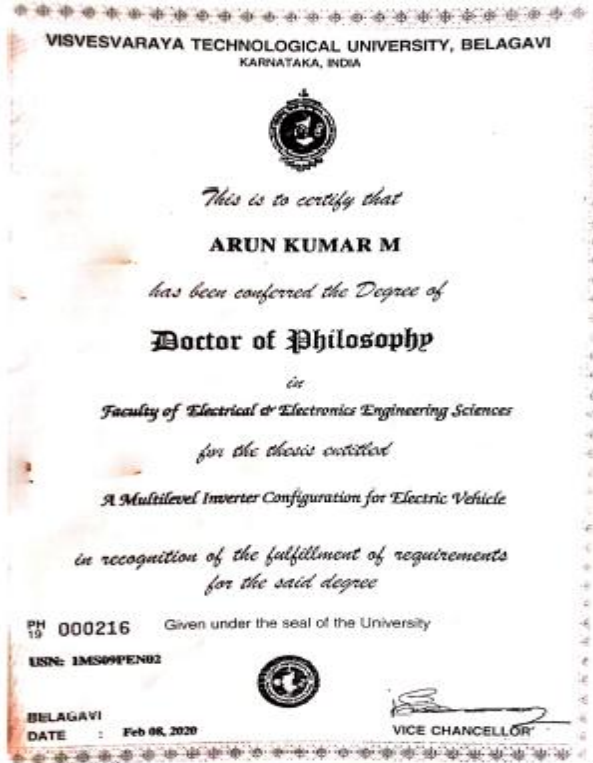 VISVESVARAYA TECHNOLOGICAL UNIVERSITY, BELAGAVI
KARNATAKA, INDIA
This is to certify that
ARUN KUMAR M
has been conferred the Degree of
Doctor of Philosophy
in
Faculty of Electrical & Electronics Engineering Sciences
for the thesis entitled
A Multilevel Inverter Configuration for Electric Vehicle
in recognition of the fulfillment of requirements
for the said degree
PH 19 000216 Given under the seal of the University
USN: 1MS09PEN02
BELAGAVI
DATE : Feb 08, 2020
VICE CHANCELLOR